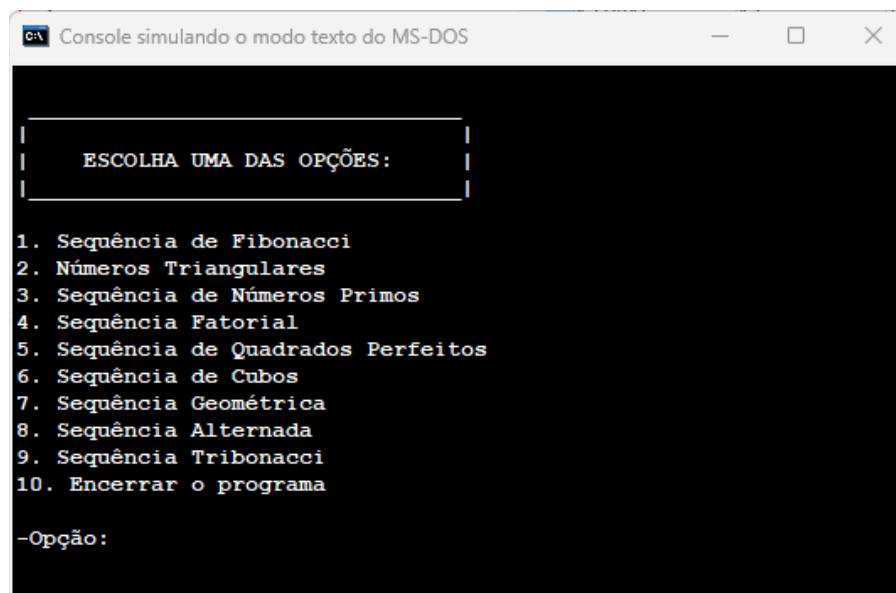 Console simulando o modo texto do MS-DOS
ESCOLHA UMA DAS OPÇÕES:
1. Sequência de Fibonacci
2. Números Triangulares
3. Sequência de Números Primos
4. Sequência Fatorial
5. Sequência de Quadrados Perfeitos
6. Sequência de Cubos
7. Sequência Geométrica
8. Sequência Alternada
9. Sequência Tribonacci
10. Encerrar o programa
-Opção: